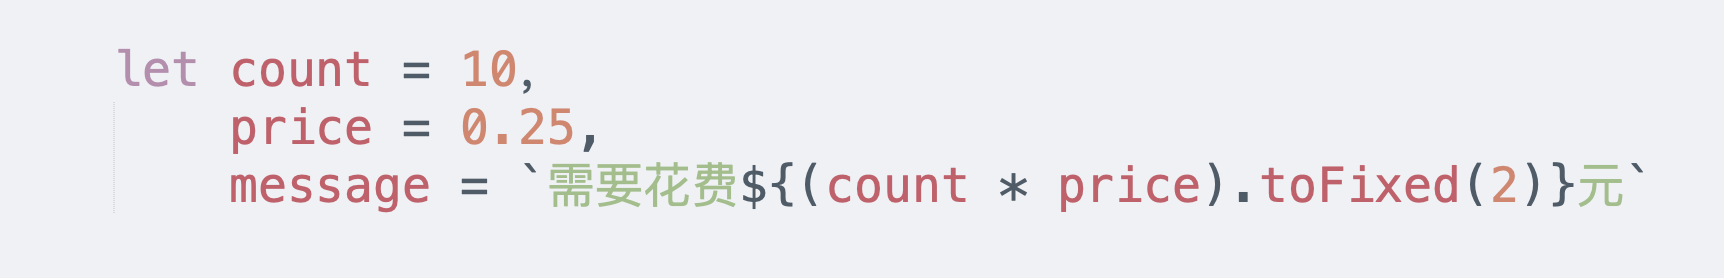 let count = 10,
price = 0.25,
message = `需要花费${(count * price).toFixed(2)}元`